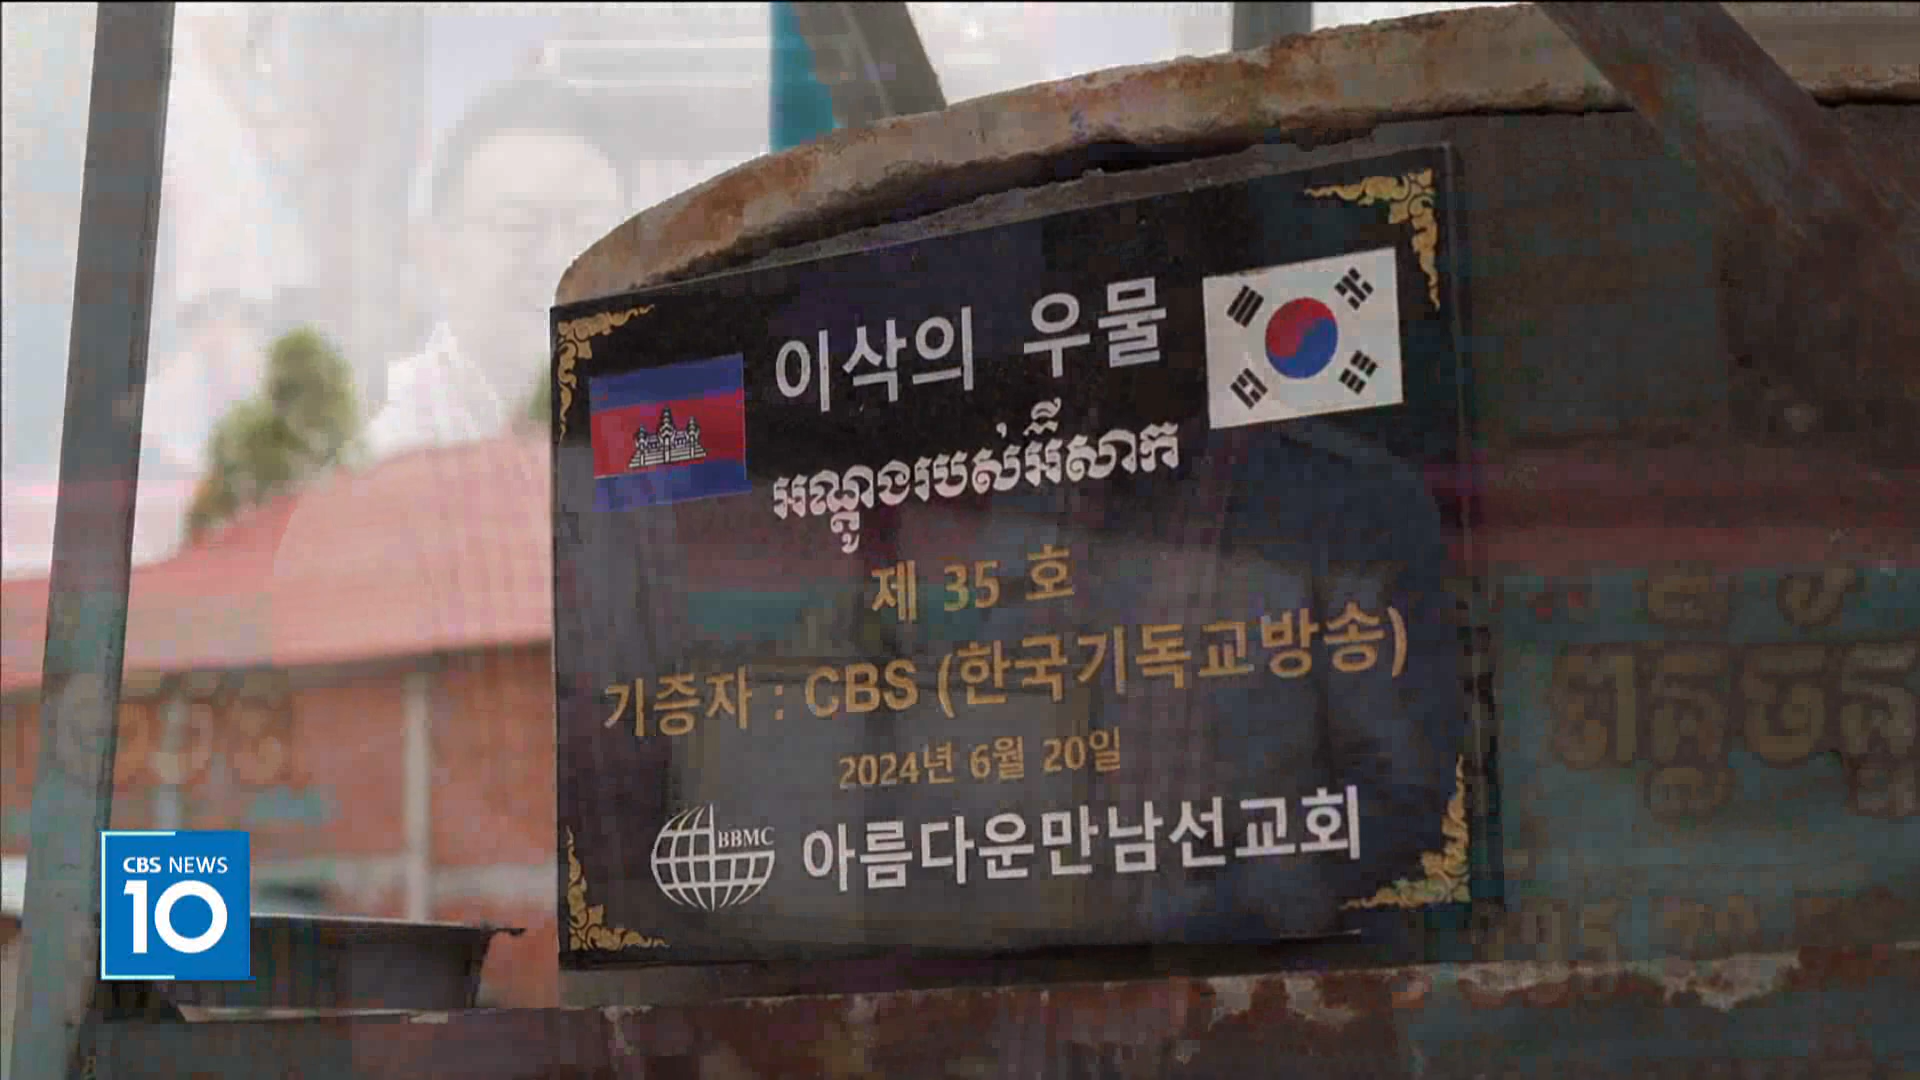 이삭의 우물
អណ្ដូងរបស់អ៊ីសាក
제 35 호
기증자 : CBS (한국기독교방송)
2024년 6월 20일
BBMC 아름다운만남선교회
CBS NEWS
10